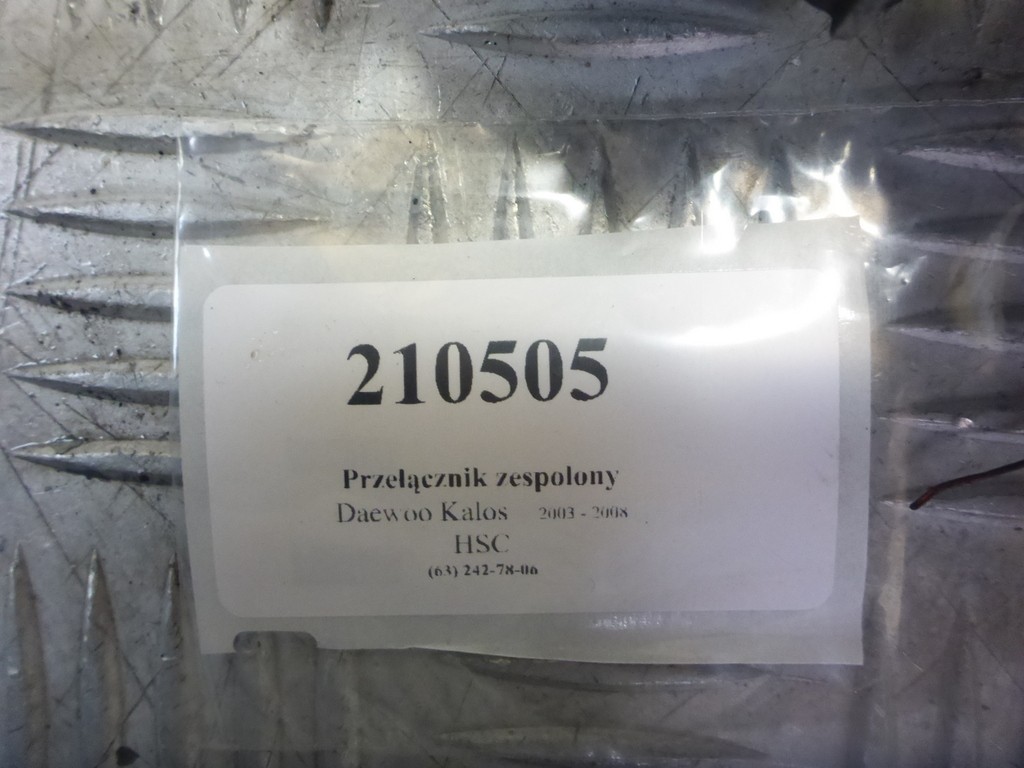 210505
Przełącznik zespolony
Daewoo Kalos 2003 - 2008
HSC
(63) 242-78-06